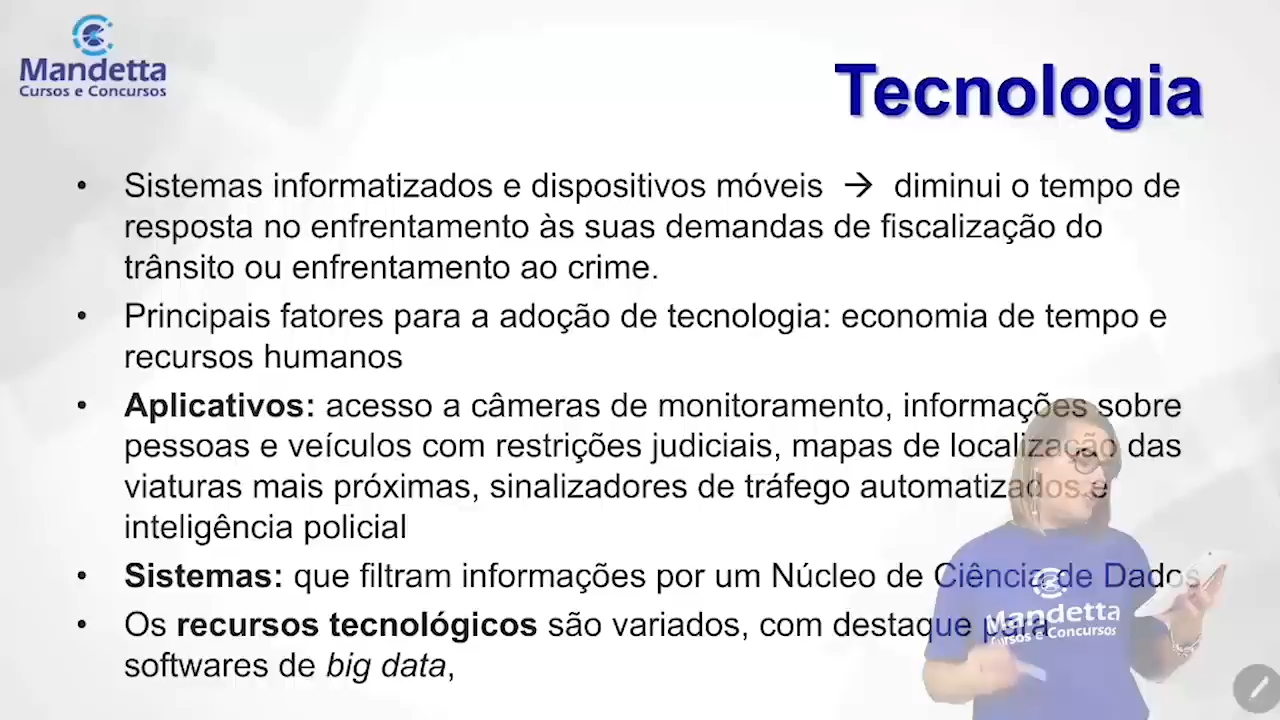 Mandetta
Cursos e Concursos
Tecnologia
• Sistemas informatizados e dispositivos móveis → diminui o tempo de
resposta no enfrentamento às suas demandas de fiscalização do
trânsito ou enfrentamento ao crime.
• Principais fatores para a adoção de tecnologia: economia de tempo e
recursos humanos
• Aplicativos: acesso a câmeras de monitoramento, informações sobre
pessoas e veículos com restrições judiciais, mapas de localização das
viaturas mais próximas, sinalizadores de tráfego automatizados e
inteligência policial
• Sistemas: que filtram informações por um Núcleo de Ciência de Dados
• Os recursos tecnológicos são variados, com destaque para
softwares de big data,
Mandetta
Cursos e Concursos